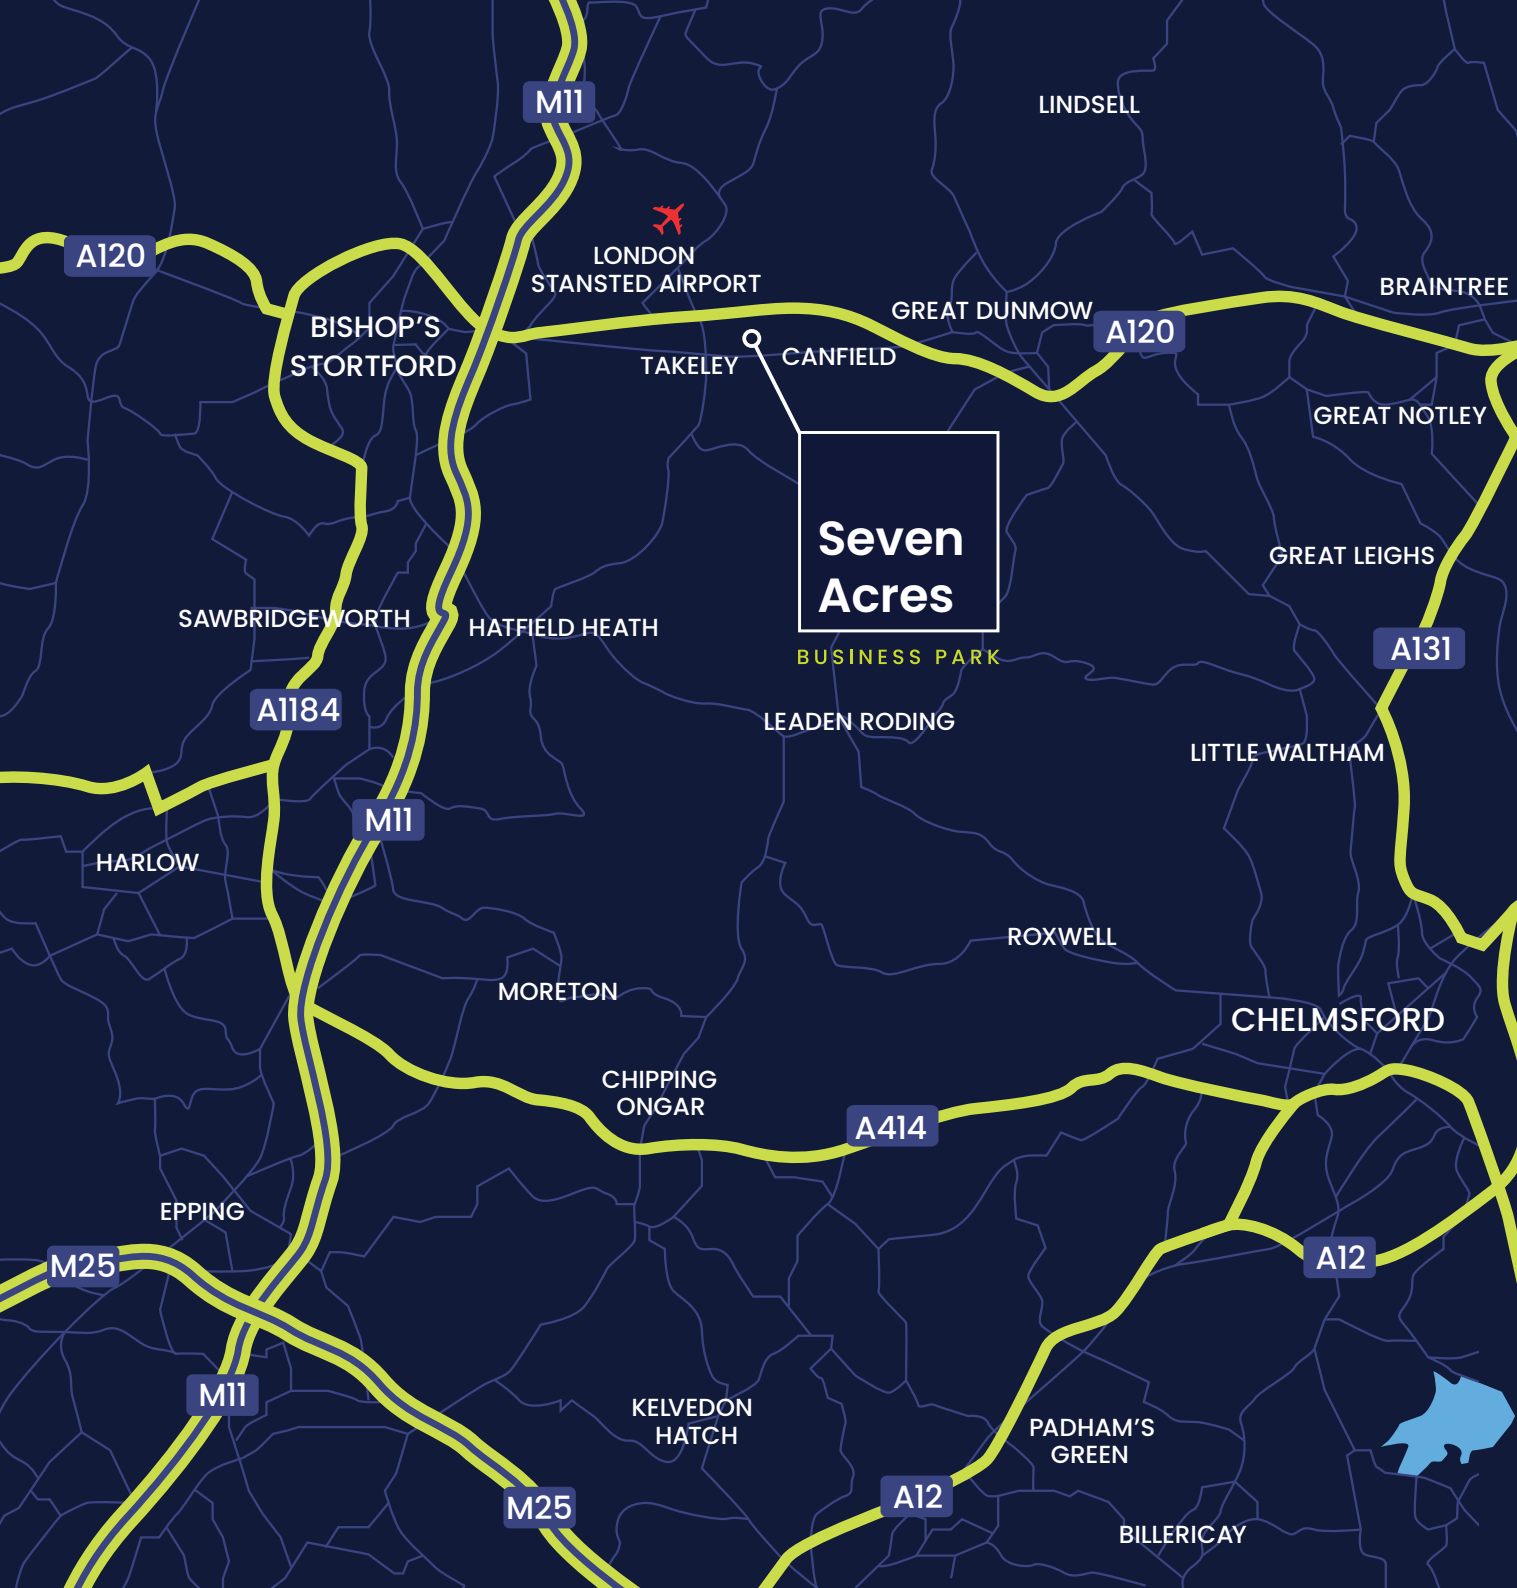 M11
LINDSELL
A120
LONDON
STANSTED AIRPORT
BRAINTREE
GREAT DUNMOW
A120
BISHOP'S
STORTFORD
TAKELEY
CANFIELD
GREAT NOTLEY
Seven
Acres
BUSINESS PARK
GREAT LEIGHS
SAWBRIDGEWORTH
HATFIELD HEATH
A131
A1184
LEADEN RODING
LITTLE WALTHAM
M11
HARLOW
ROXWELL
MORETON
CHELMSFORD
CHIPPING
ONGAR
A414
EPPING
M25
A12
M11
KELVEDON
HATCH
PADHAM'S
GREEN
A12
M25
BILLERICAY